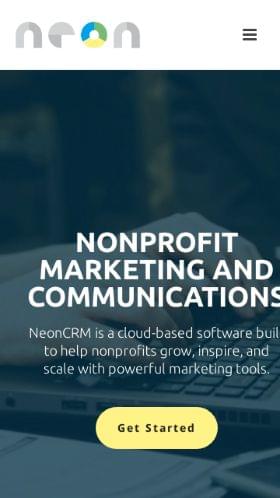 neon
NONPROFIT
MARKETING AND
COMMUNICATIONS
NeonCRM is a cloud-based software buil
to help nonprofits grow, inspire, and
scale with powerful marketing tools.
Get Started